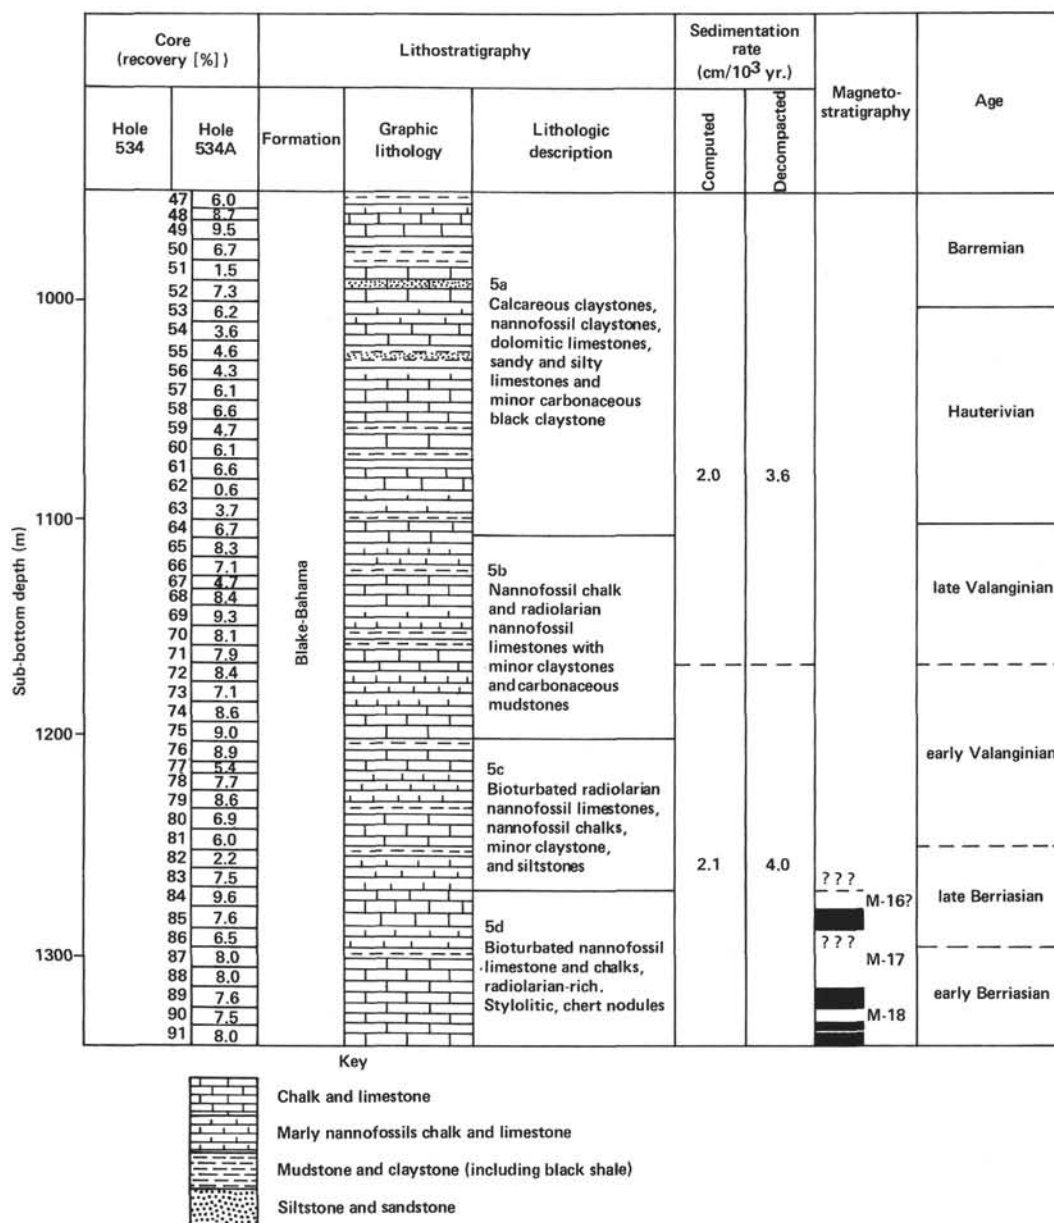 Core
(recovery [%])
Lithostratigraphy
Sedimentation
rate
(cm/10³ yr.)
Magneto-
stratigraphy
Age
Hole
534
Hole
534A
Formation
Graphic
lithology
Lithologic
description
Computed
Decompacted
Sub-bottom depth (m)
1000
1100
1200
1300
47 6.0
48 8.7
49 9.5
50 6.7
51 1.5
52 7.3
53 6.2
54 3.6
55 4.6
56 4.3
57 6.1
58 6.6
59 4.7
60 6.1
61 6.6
62 0.6
63 3.7
64 6.7
65 8.3
66 7.1
67 4.7
68 8.4
69 9.3
70 8.1
71 7.9
72 8.4
73 7.1
74 8.6
75 9.0
76 8.9
77 5.4
78 7.7
79 8.6
80 6.9
81 6.0
82 2.2
83 7.5
84 9.6
85 7.6
86 6.5
87 8.0
88 8.0
89 7.6
90 7.5
91 8.0
Blake-Bahama
5a
Calcareous claystones,
nannofossil claystones,
dolomitic limestones,
sandy and silty
limestones and
minor carbonaceous
black claystone
5b
Nannofossil chalk
and radiolarian
nannofossil
limestones with
minor claystones
and carbonaceous
mudstones
5c
Bioturbated radiolarian
nannofossil limestones,
nannofossil chalks,
minor claystone,
and siltstones
5d
Bioturbated nannofossil
limestone and chalks,
radiolarian-rich.
Stylolitic, chert nodules
2.0
3.6
2.1
4.0
???
M-16?
???
M-17
M-18
Barremian
Hauterivian
late Valanginian
early Valanginian
late Berriasian
early Berriasian
Key
Chalk and limestone
Marly nannofossils chalk and limestone
Mudstone and claystone (including black shale)
Siltstone and sandstone